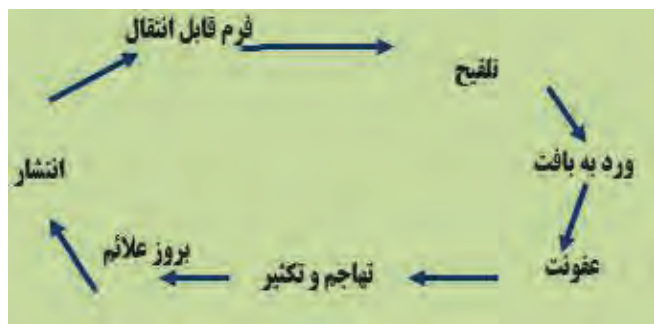 فرم قابل انتقال
تلقیح
ورد به بافت
عفونت
تهاجم و تکثیر
بروز علائم
انتشار